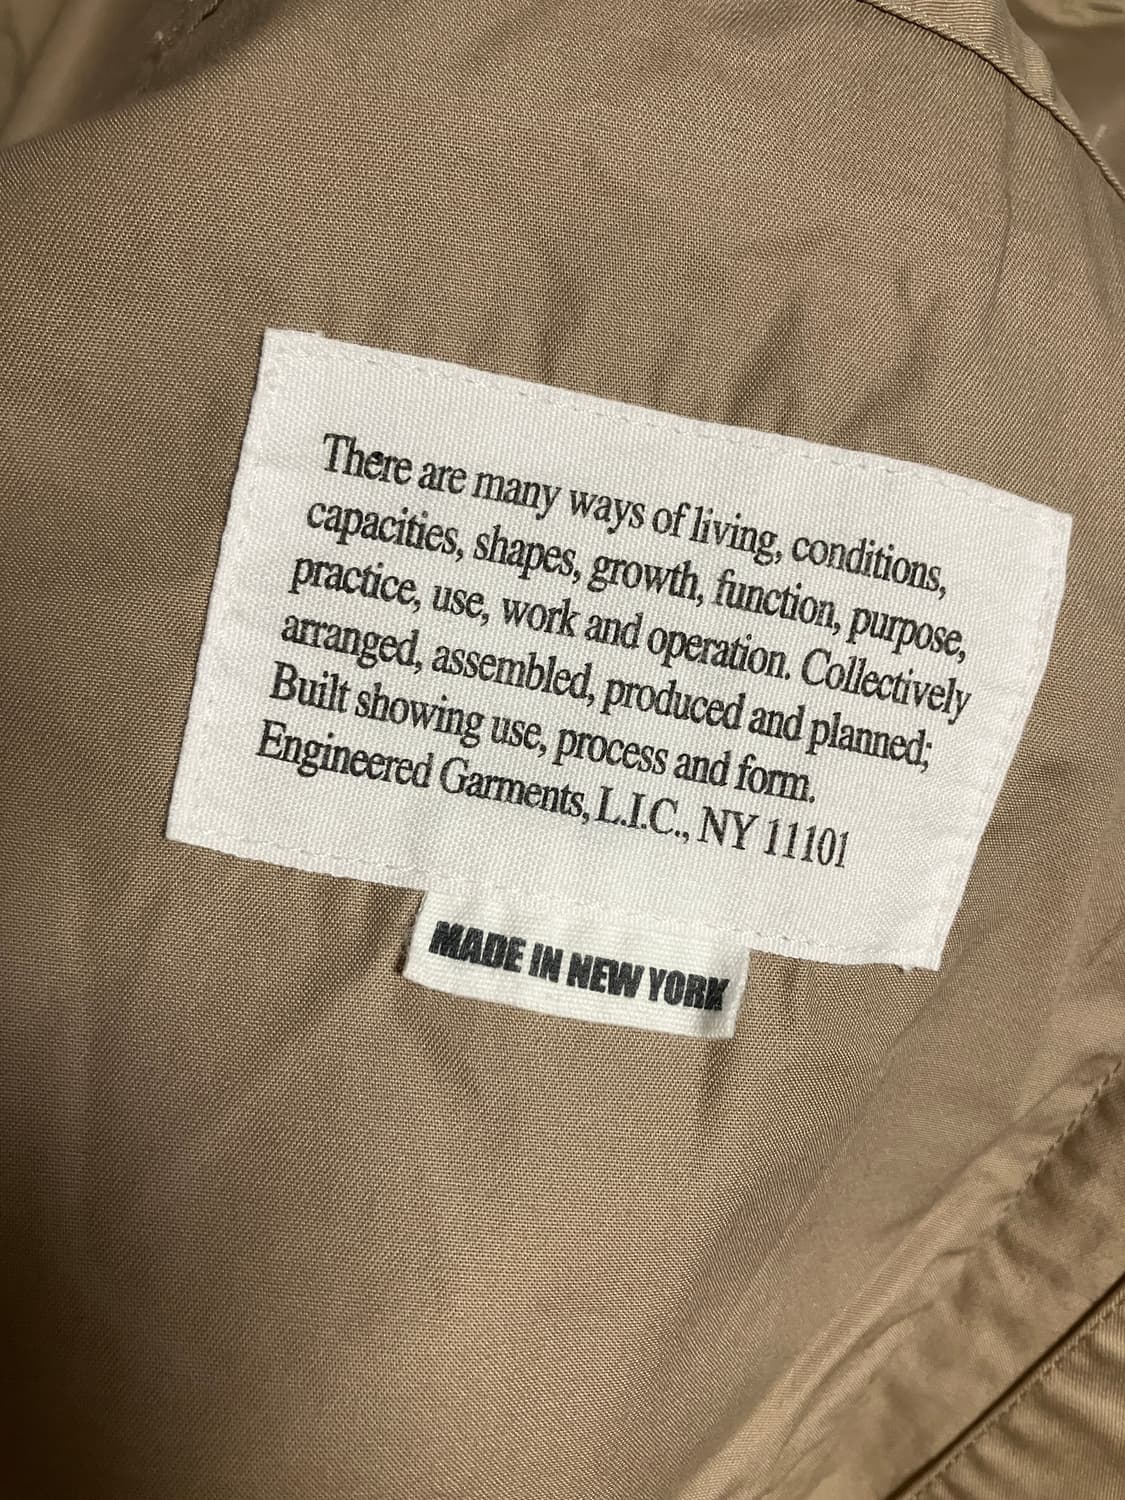 There are many ways of living, conditions,
capacities, shapes, growth, function, purpose,
practice, use, work and operation. Collectively
arranged, assembled, produced and planned;
Built showing use, process and form.
Engineered Garments, L.I.C., NY 11101
MADE IN NEW YORK